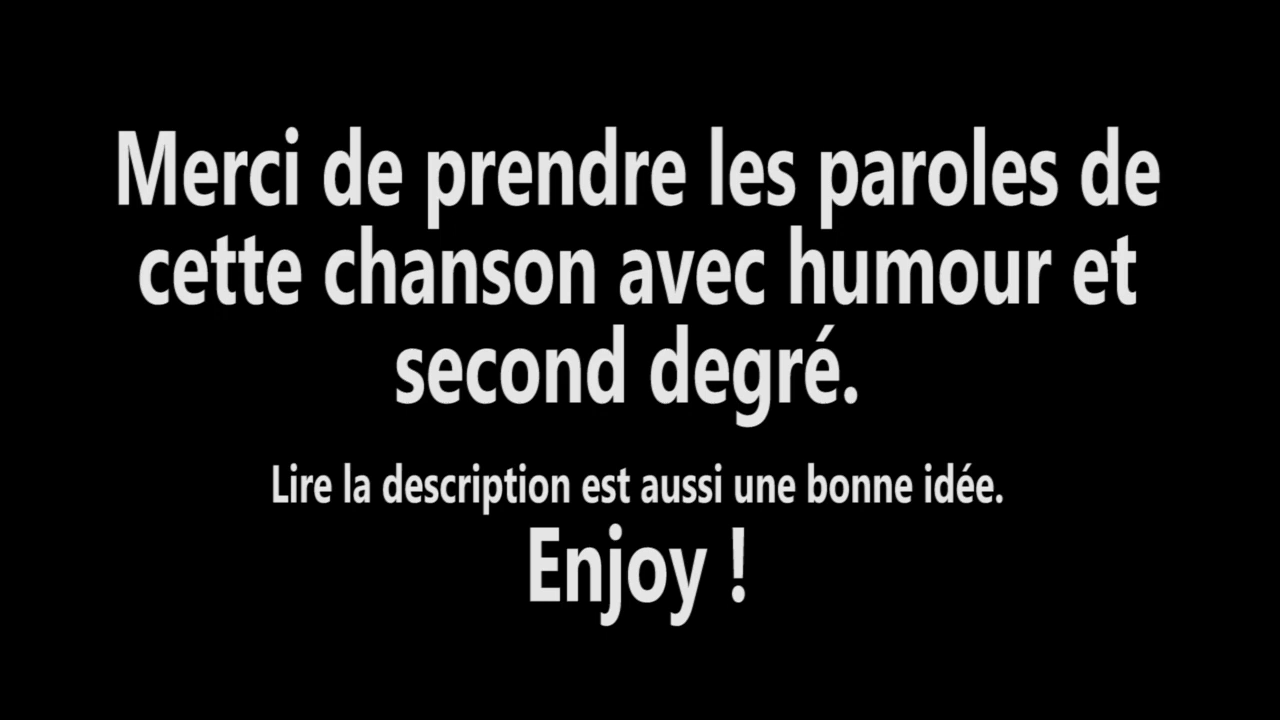 Merci de prendre les paroles de
cette chanson avec humour et
second degré.
Lire la description est aussi une bonne idée.
Enjoy !